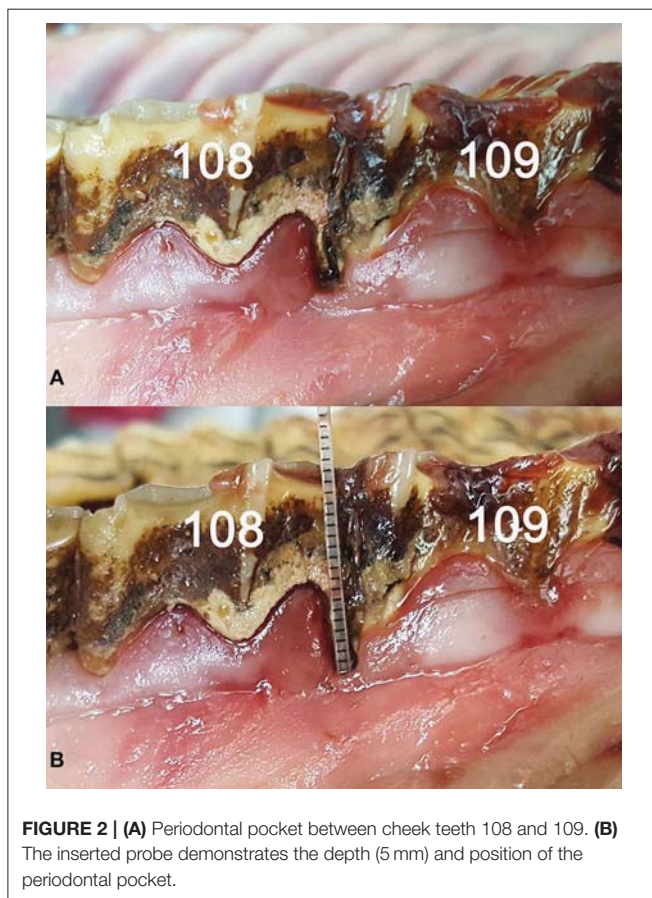 108
109
A
108
109
B
FIGURE 2 | (A) Periodontal pocket between cheek teeth 108 and 109. (B)
The inserted probe demonstrates the depth (5 mm) and position of the
periodontal pocket.